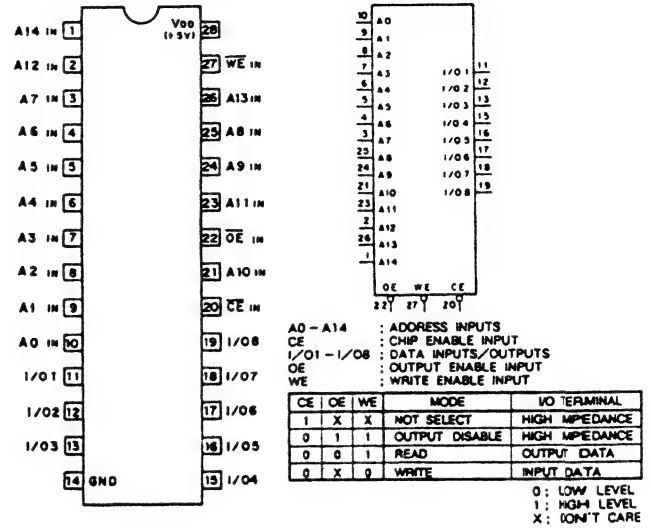 A14 IN 1
VDD (+5V) 28
A12 IN 2
27 WE IN
A7 IN 3
26 A13 IN
A6 IN 4
25 A8 IN
A5 IN 5
24 A9 IN
A4 IN 6
23 A11 IN
A3 IN 7
22 OE IN
A2 IN 8
21 A10 IN
A1 IN 9
20 CE IN
A0 IN 10
19 I/O8
I/O1 11
18 I/O7
I/O2 12
17 I/O6
I/O3 13
16 I/O5
14 GND
15 I/O4
10 A0
9 A1
8 A2
7 A3
6 A4
5 A5
4 A6
3 A7
25 A8
24 A9
21 A10
23 A11
2 A12
26 A13
1 A14
I/O1 11
I/O2 12
I/O3 13
I/O4 15
I/O5 16
I/O6 17
I/O7 18
I/O8 19
OE WE CE
22 27 20
A0 – A14 : ADDRESS INPUTS
CE : CHIP ENABLE INPUT
I/O1 – I/O8 : DATA INPUTS/OUTPUTS
OE : OUTPUT ENABLE INPUT
WE : WRITE ENABLE INPUT
CE OE WE MODE I/O TERMINAL
1 X X NOT SELECT HIGH IMPEDANCE
0 1 1 OUTPUT DISABLE HIGH IMPEDANCE
0 0 1 READ OUTPUT DATA
0 X 0 WRITE INPUT DATA
0 ; LOW LEVEL
1 ; HIGH LEVEL
X ; DON'T CARE